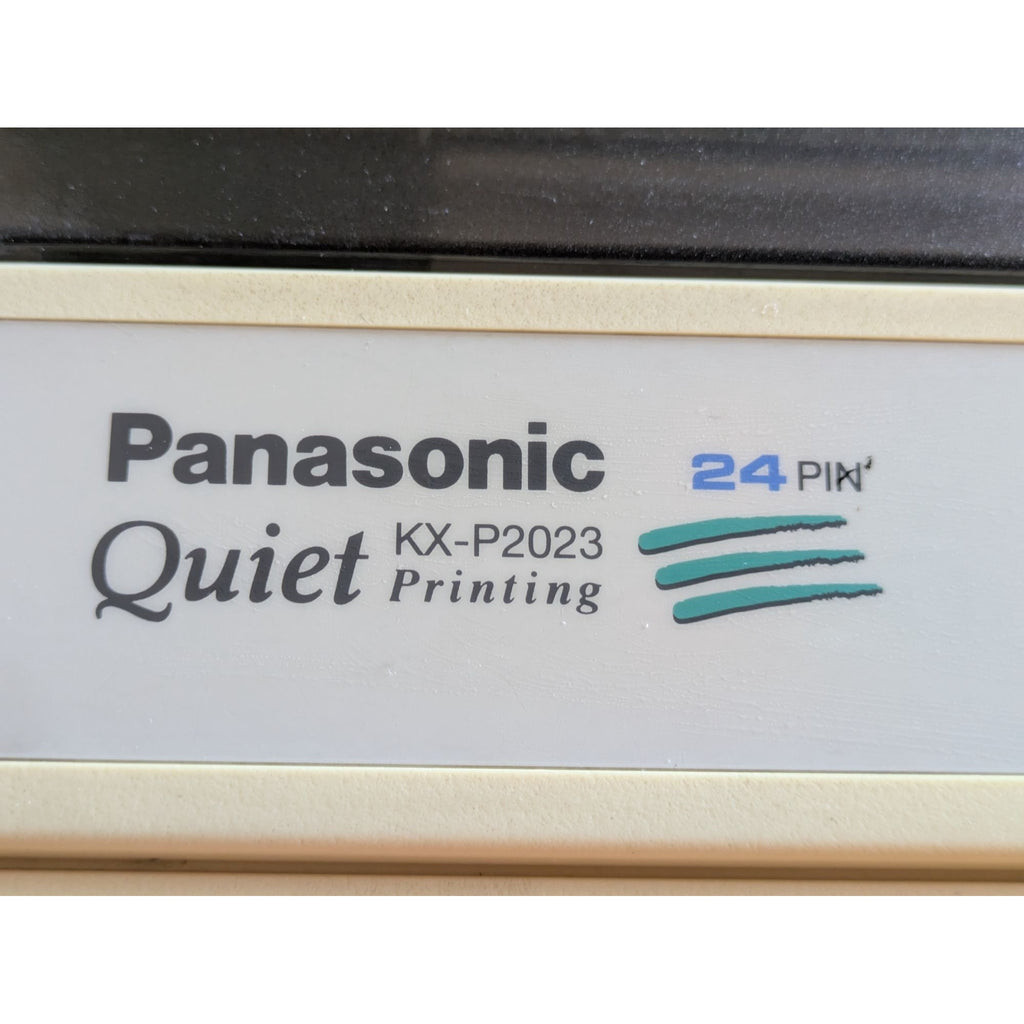 Panasonic
24 PIN
KX-P2023
Quiet Printing